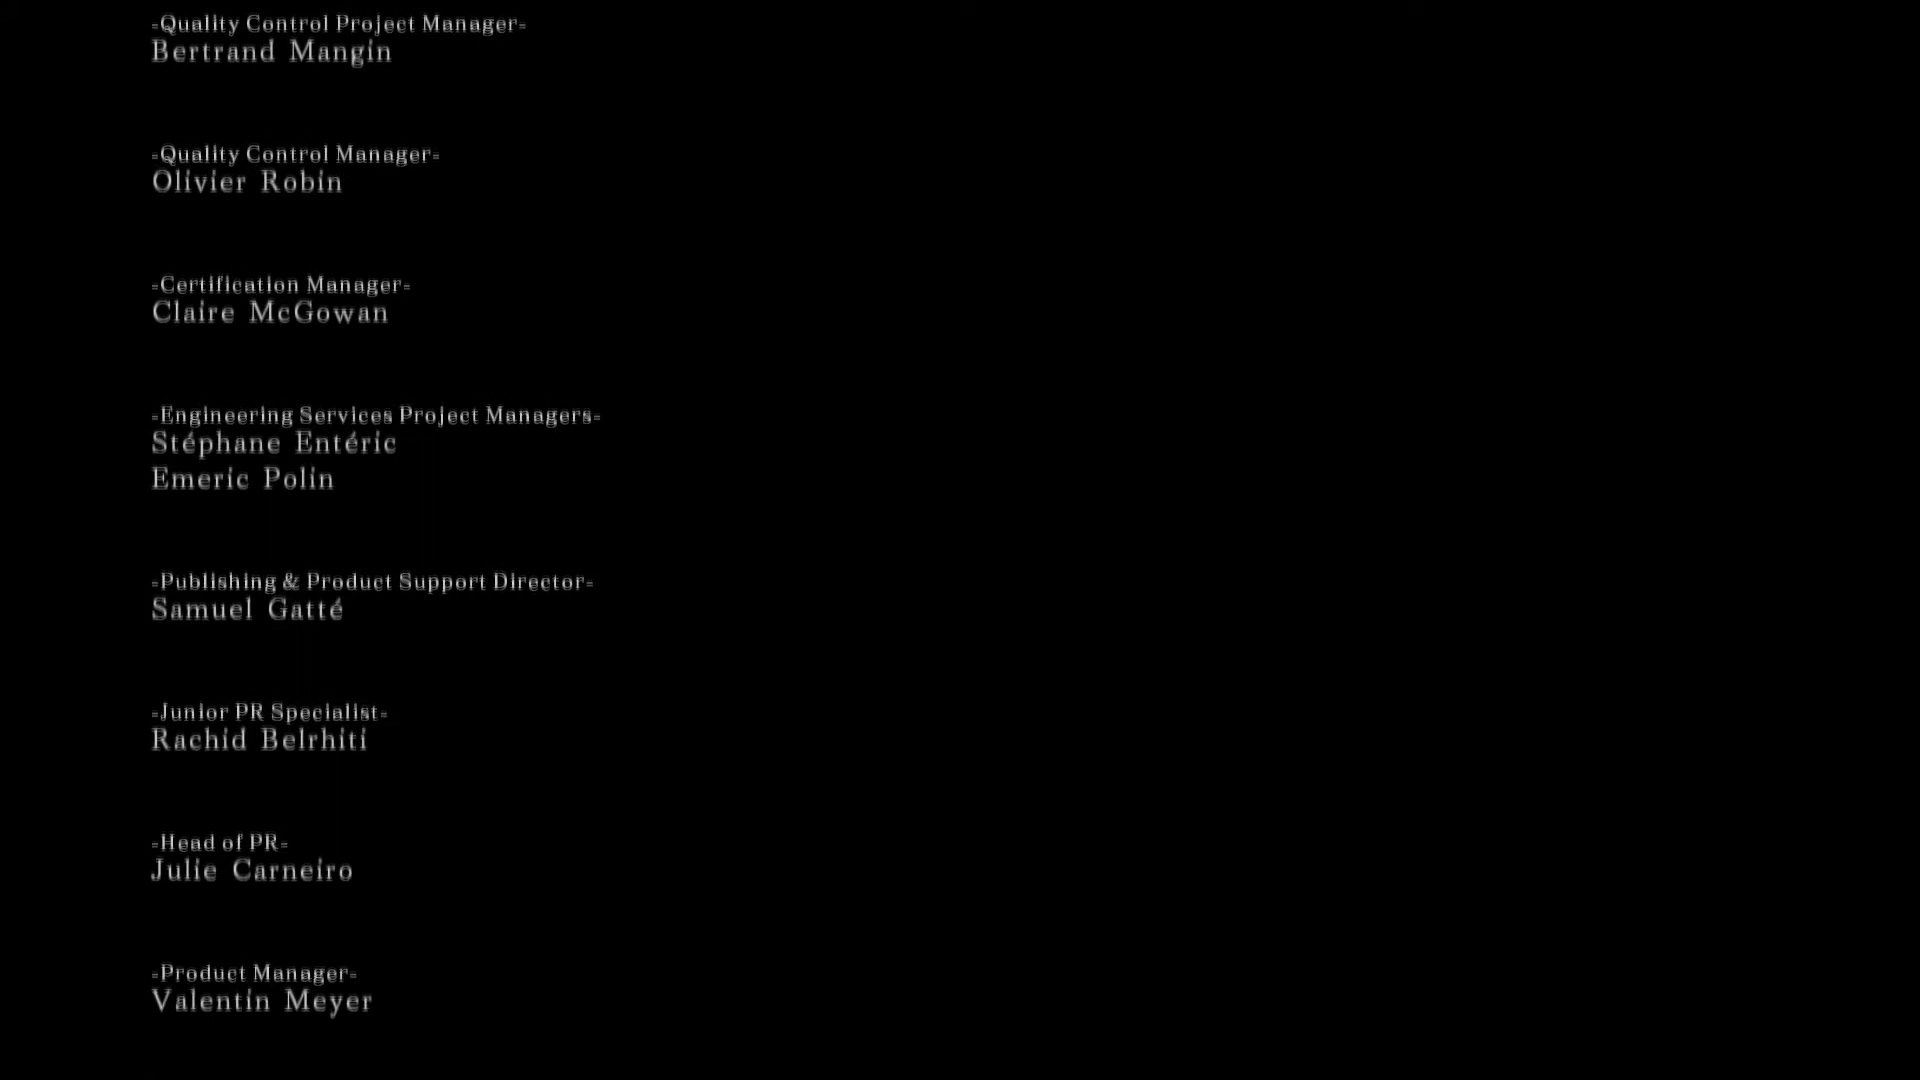 -Quality Control Project Manager-
Bertrand Mangin
-Quality Control Manager-
Olivier Robin
-Certification Manager-
Claire McGowan
-Engineering Services Project Managers-
Stéphane Entéric
Emeric Polin
-Publishing & Product Support Director-
Samuel Gatté
-Junior PR Specialist-
Rachid Belrhiti
-Head of PR-
Julie Carneiro
-Product Manager-
Valentin Meyer